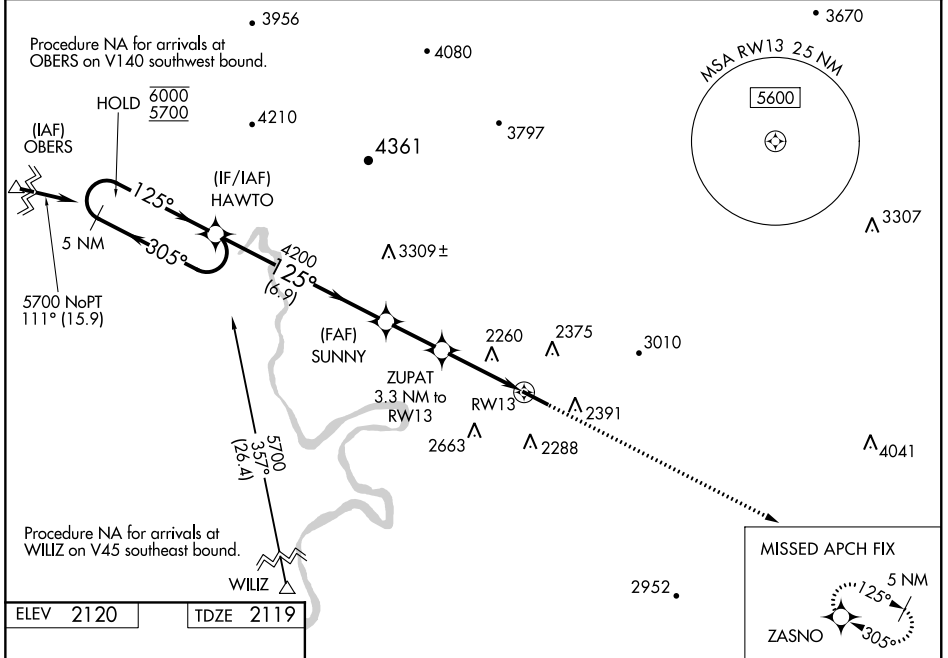 3956
3670
Procedure NA for arrivals at
OBERS on V140 southwest bound.
4080
MSA RW13 25 NM
5600
HOLD 6000
5700
4210
3797
4361
(IAF)
OBERS
(IF/IAF)
HAWTO
125°
305°
5 NM
3309 ±
3307
4200
125°
(6.9)
5700 NoPT
111° (15.9)
(FAF)
SUNNY
2260
2375
3010
ZUPAT
3.3 NM to
RW13
RW13
2391
2663
2288
4041
5700
357°
(26.4)
Procedure NA for arrivals at
WILIZ on V45 southeast bound.
WILIZ
2952
MISSED APCH FIX
5 NM
125°
305°
ZASNO
ELEV 2120
TDZE 2119